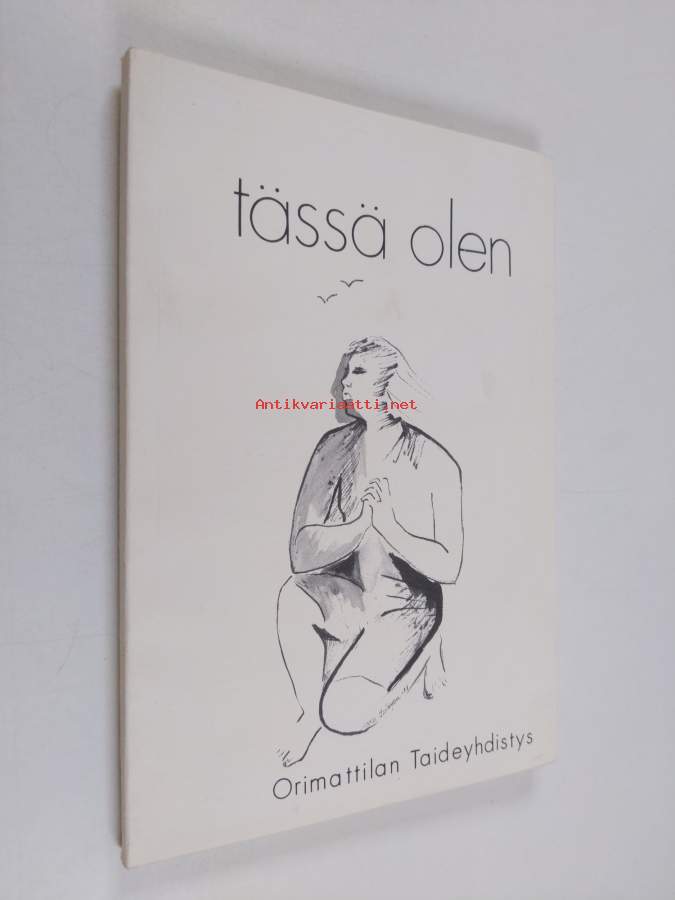 tässä olen
Antikvariaatti.net
Orimattilan Taideyhdistys